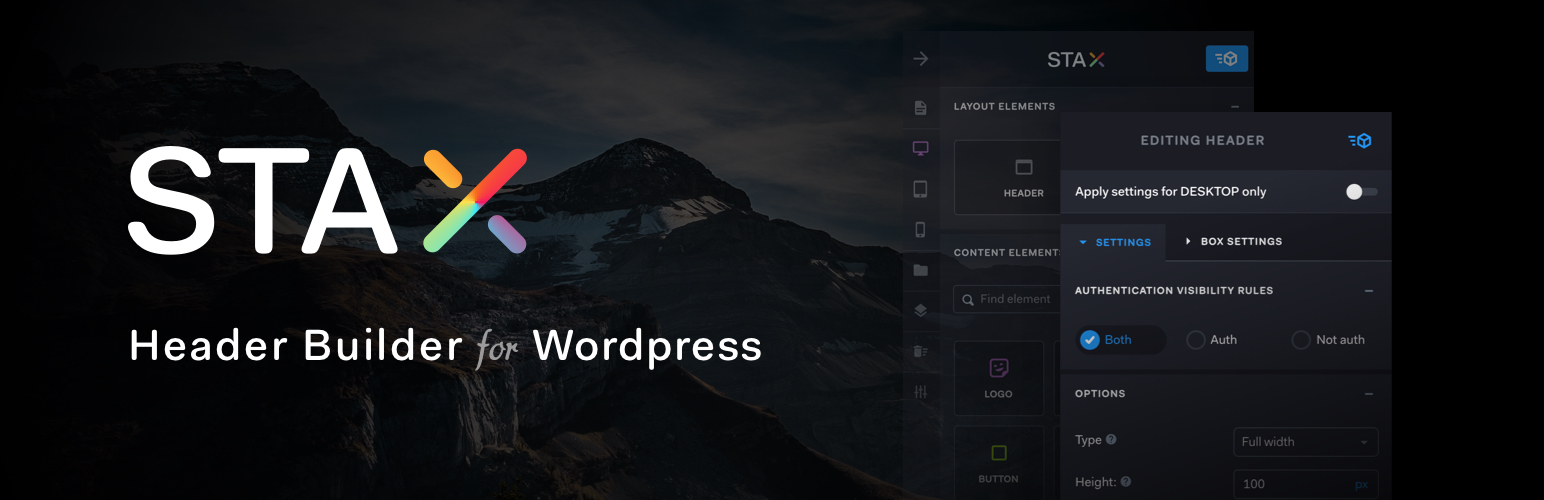 STAX
Header Builder for Wordpress
STAX
LAYOUT ELEMENTS
HEADER
CONTENT ELEMENTS
Find element
LOGO
BUTTON
EDITING HEADER
Apply settings for DESKTOP only
SETTINGS
BOX SETTINGS
AUTHENTICATION VISIBILITY RULES
Both
Auth
Not auth
OPTIONS
Type ?
Full width
Height: ?
100
px